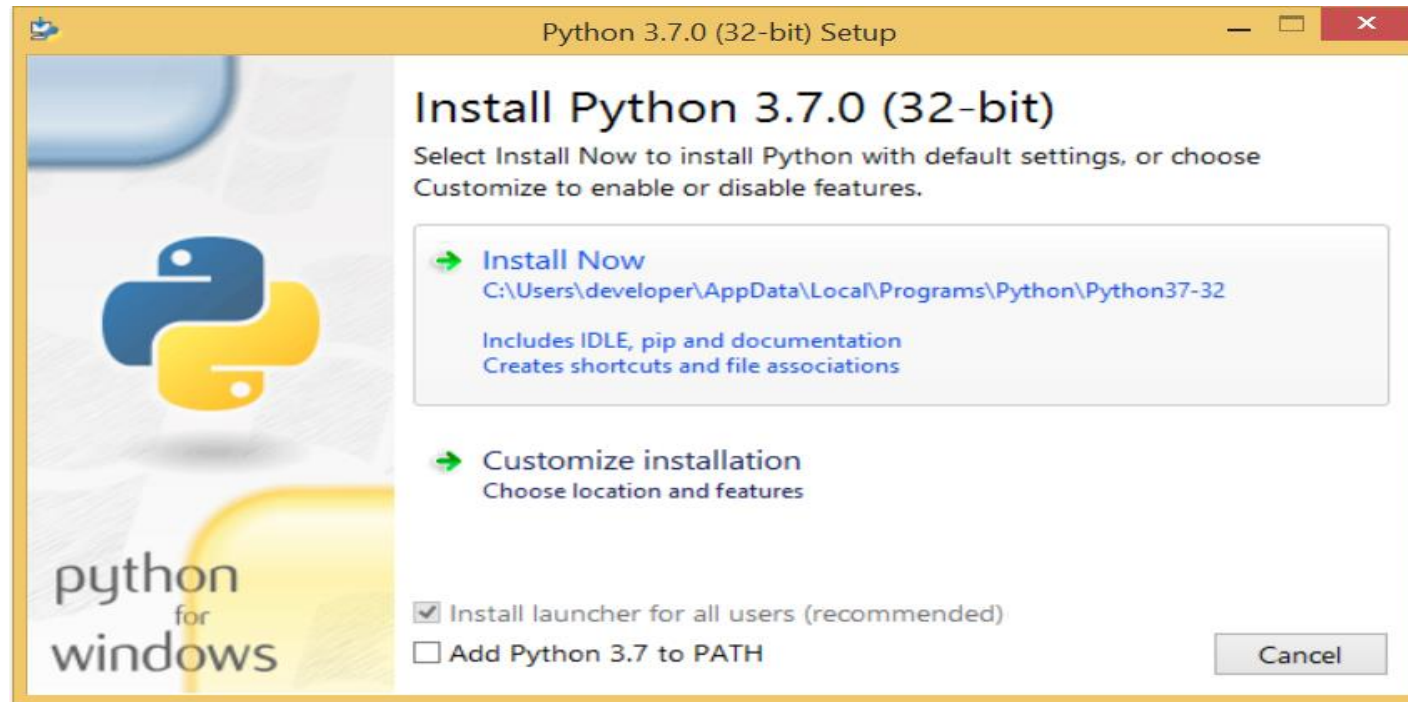 Python 3.7.0 (32-bit) Setup
Install Python 3.7.0 (32-bit)
Select Install Now to install Python with default settings, or choose
Customize to enable or disable features.
Install Now
C:\Users\developer\AppData\Local\Programs\Python\Python37-32
Includes IDLE, pip and documentation
Creates shortcuts and file associations
Customize installation
Choose location and features
python
for
windows
Install launcher for all users (recommended)
Add Python 3.7 to PATH
Cancel